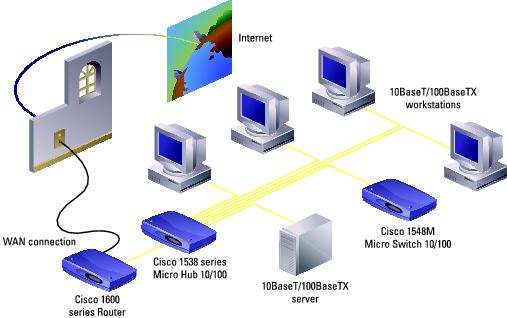 Internet
10BaseT/100BaseTX
workstations
WAN connection
Cisco 1538 series
Micro Hub 10/100
Cisco 1548M
Micro Switch 10/100
Cisco 1600
series Router
10BaseT/100BaseTX
server